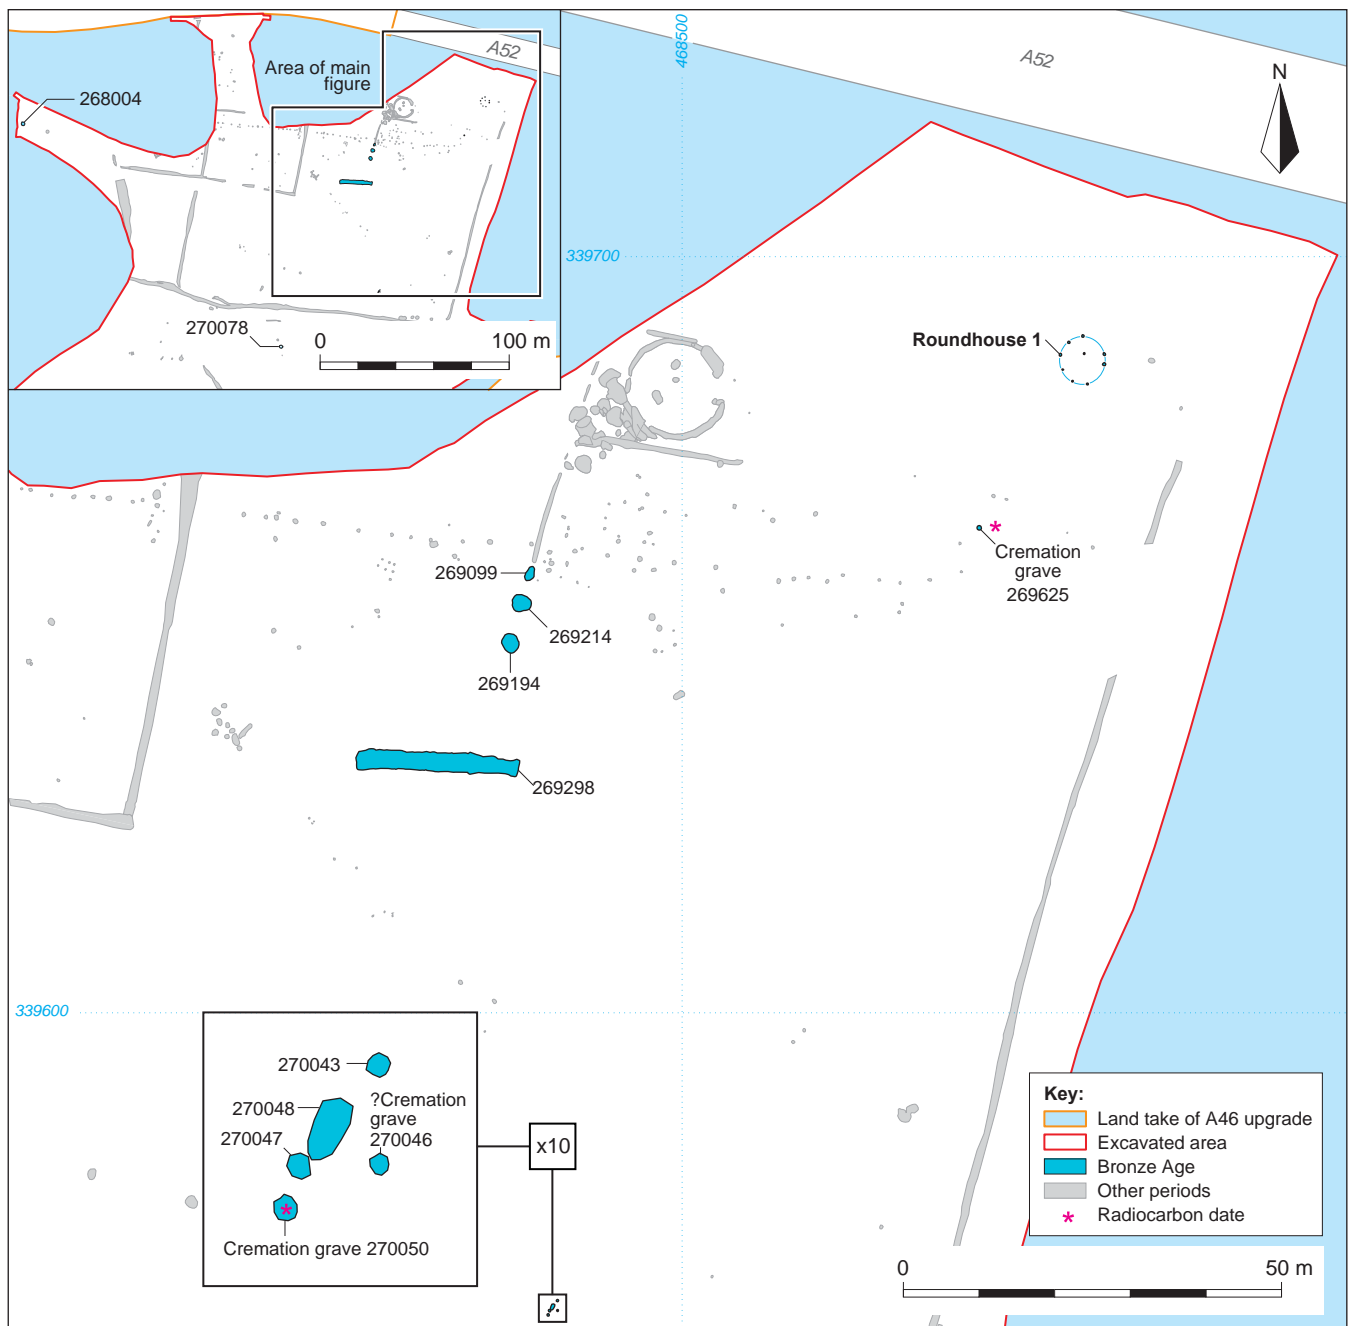 268004
Area of main
figure
A52
270078
0
100 m
468500
A52
N
339700
Roundhouse 1
Cremation
grave
269625
269099
269214
269194
269298
339600
270043
270048
?Cremation
grave
270046
270047
Cremation grave 270050
x10
Key:
Land take of A46 upgrade
Excavated area
Bronze Age
Other periods
* Radiocarbon date
0
50 m